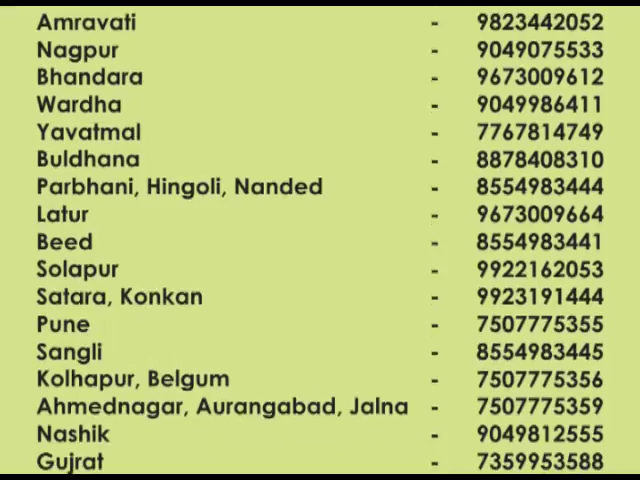 Amravati - 9823442052
Nagpur - 9049075533
Bhandara - 9673009612
Wardha - 9049986411
Yavatmal - 7767814749
Buldhana - 8878408310
Parbhani, Hingoli, Nanded - 8554983444
Latur - 9673009664
Beed - 8554983441
Solapur - 9922162053
Satara, Konkan - 9923191444
Pune - 7507775355
Sangli - 8554983445
Kolhapur, Belgum - 7507775356
Ahmednagar, Aurangabad, Jalna - 7507775359
Nashik - 9049812555
Gujrat - 7359953588